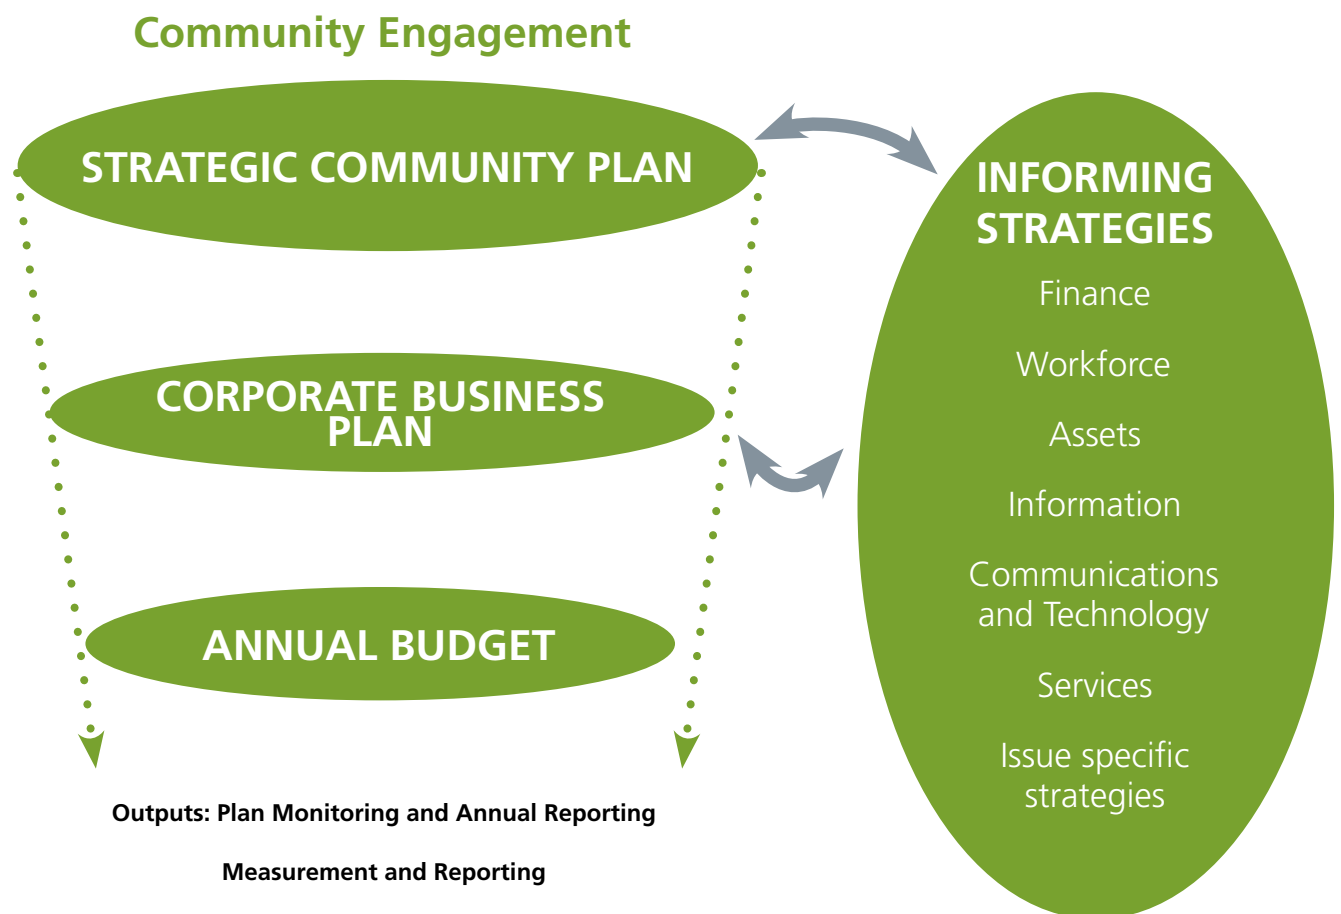 Community Engagement
STRATEGIC COMMUNITY PLAN
CORPORATE BUSINESS
PLAN
ANNUAL BUDGET
Outputs: Plan Monitoring and Annual Reporting
Measurement and Reporting
INFORMING
STRATEGIES
Finance
Workforce
Assets
Information
Communications
and Technology
Services
Issue specific
strategies